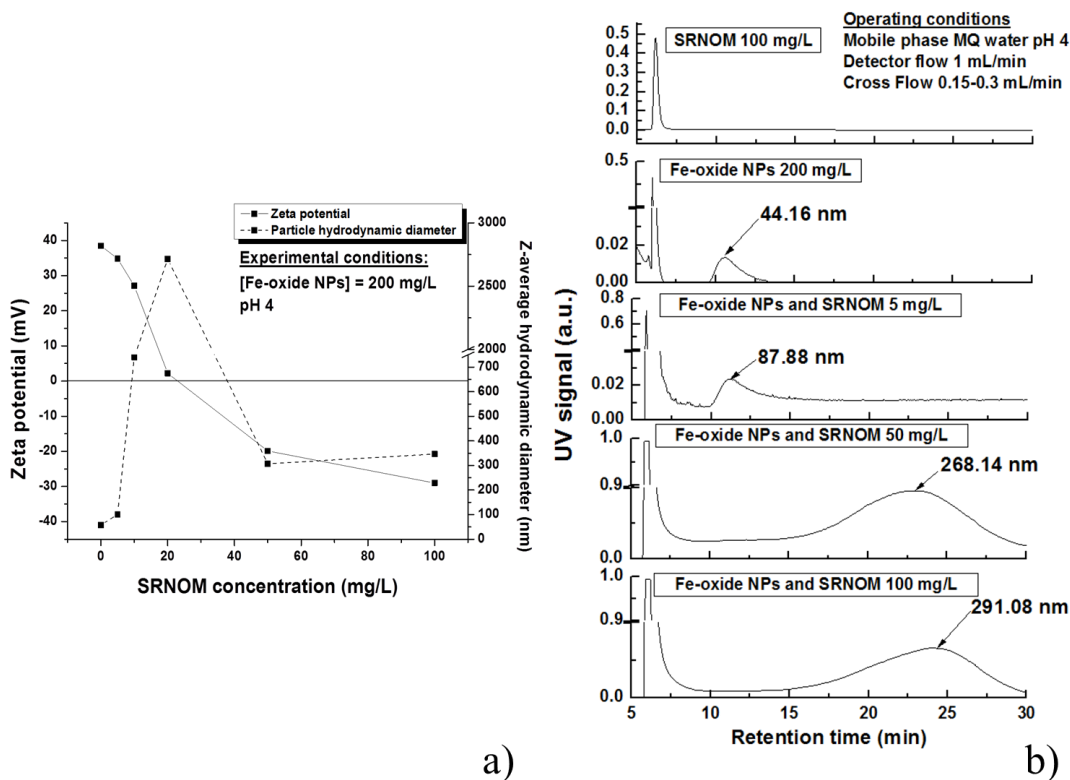 Zeta potential
Particle hydrodynamic diameter
Experimental conditions:
[Fe-oxide NPs] = 200 mg/L
pH 4
Zeta potential (mV)
40
30
20
10
0
-10
-20
-30
-40
3000
2500
2000
700
600
500
400
300
200
100
0
Z-average hydrodynamic diameter (nm)
0 20 40 60 80 100
SRNOM concentration (mg/L)
a)
Operating conditions
Mobile phase MQ water pH 4
Detector flow 1 mL/min
Cross Flow 0.15-0.3 mL/min
SRNOM 100 mg/L
0.5
0.4
0.3
0.2
0.1
0.0
Fe-oxide NPs 200 mg/L
0.5
0.02
0.00
44.16 nm
Fe-oxide NPs and SRNOM 5 mg/L
0.8
0.4
0.02
0.00
87.88 nm
Fe-oxide NPs and SRNOM 50 mg/L
1.0
0.9
0.0
268.14 nm
Fe-oxide NPs and SRNOM 100 mg/L
1.0
0.9
0.0
291.08 nm
UV signal (a.u.)
5 10 15 20 25 30
Retention time (min)
b)